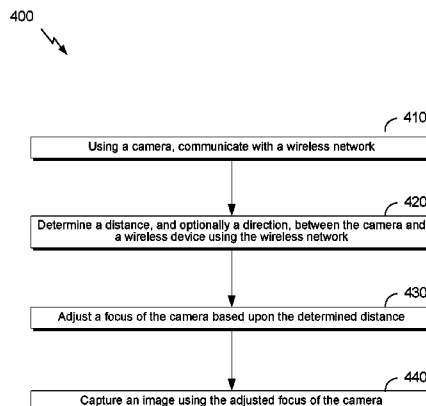 400
410
Using a camera, communicate with a wireless network
420
Determine a distance, and optionally a direction, between the camera and
a wireless device using the wireless network
430
Adjust a focus of the camera based upon the determined distance
440
Capture an image using the adjusted focus of the camera